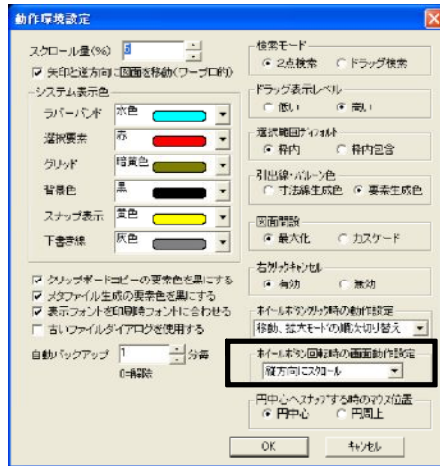 動作環境設定
スクロール量(%) 5
矢印と逆方向に図面を移動(ワープロ的)
システム表示色
ラバーバンド 水色
選択要素 赤
グリッド 暗黄色
背景色 黒
スナップ表示 黄色
下書き線 灰色
クリップボードコピーの要素色を黒にする
メタファイル生成の要素色を黒にする
表示フォントを印刷時フォントに合わせる
古いファイルダイアログを使用する
自動バックアップ 1 分毎
0=解除
検索モード
2点検索 ドラッグ検索
ドラッグ表示レベル
低い 高い
選択範囲ディフォルト
枠内 枠内包含
引出線・バルーン色
寸法線生成色 要素生成色
図面開設
最大化 カスケード
右クリックキャンセル
有効 無効
ホイールボタンクリック時の動作設定
移動、拡大モードの順次切り替え
ホイールボタン回転時の画面動作設定
縦方向にスクロール
円中心へスナップする時のマウス位置
円中心 円周上
OK キャンセル